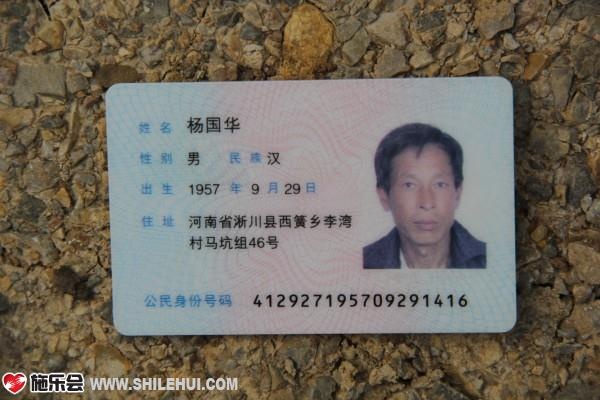 姓名 杨国华
性别 男 民族 汉
出生 1957 年 9 月 29 日
住址 河南省淅川县西簧乡李湾
村马坑组46号
公民身份号码 412927195709291416
施乐会 WWW.SHILEHUI.COM